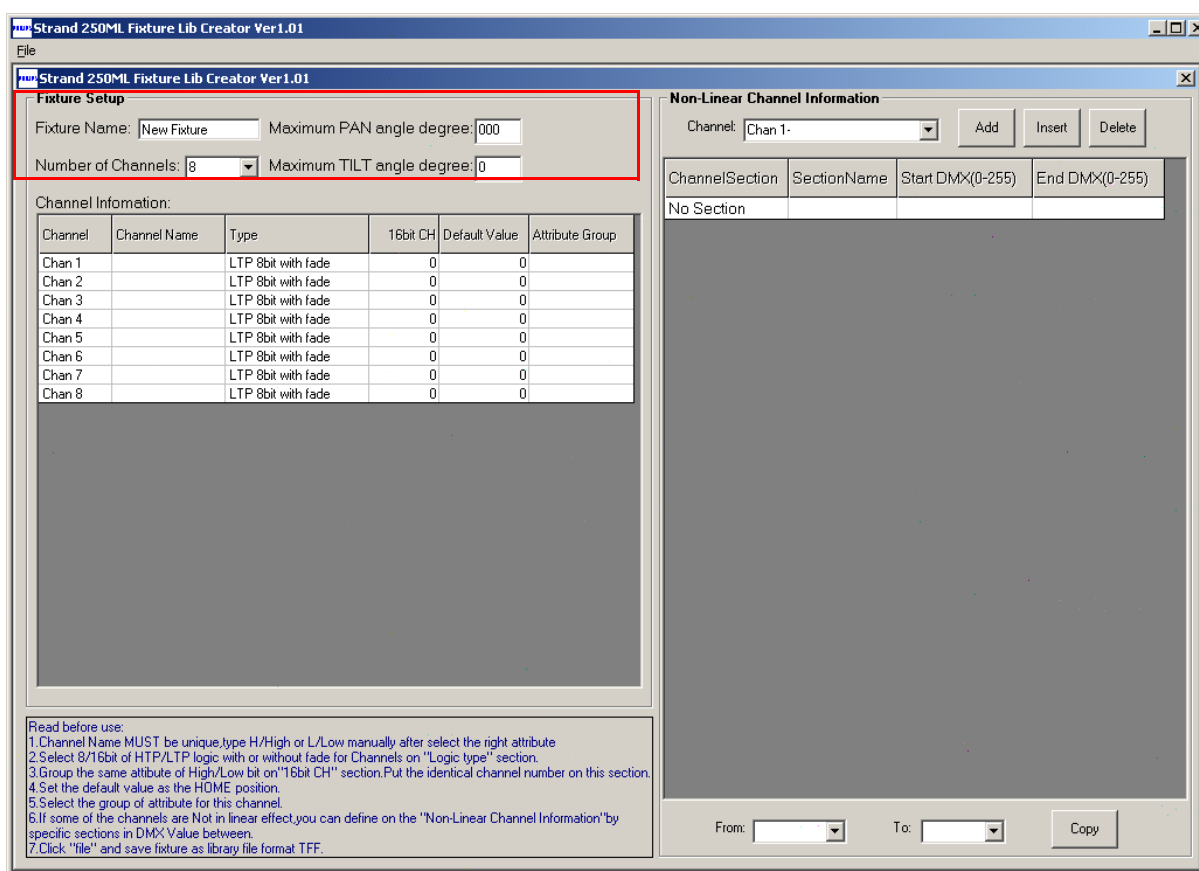 Strand 250ML Fixture Lib Creator Ver1.01
File
Strand 250ML Fixture Lib Creator Ver1.01
Fixture Setup
Fixture Name: New Fixture Maximum PAN angle degree: 000
Number of Channels: 8 Maximum TILT angle degree: 0
Channel Infomation:
Channel Channel Name Type 16bit CH Default Value Attribute Group
Chan 1 LTP 8bit with fade 0 0
Chan 2 LTP 8bit with fade 0 0
Chan 3 LTP 8bit with fade 0 0
Chan 4 LTP 8bit with fade 0 0
Chan 5 LTP 8bit with fade 0 0
Chan 6 LTP 8bit with fade 0 0
Chan 7 LTP 8bit with fade 0 0
Chan 8 LTP 8bit with fade 0 0
Read before use:
1.Channel Name MUST be unique,type H/High or L/Low manually after select the right attribute
2.Select 8/16bit of HTP/LTP logic with or without fade for Channels on "Logic type" section.
3.Group the same attibute of High/Low bit on"16bit CH" section.Put the identical channel number on this section.
4.Set the default value as the HOME position.
5.Select the group of attribute for this channel.
6.If some of the channels are Not in linear effect,you can define on the "Non-Linear Channel Information"by
specific sections in DMX Value between.
7.Click "file" and save fixture as library file format TFF.
Non-Linear Channel Information
Channel: Chan 1- Add Insert Delete
ChannelSection SectionName Start DMX(0-255) End DMX(0-255)
No Section
From: To: Copy